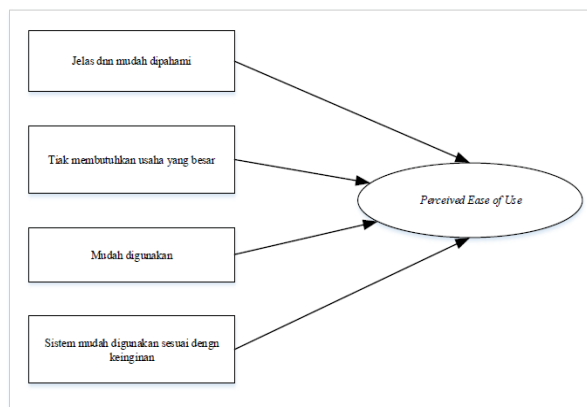 Jelas dnn mudah dipahami
Tiak membutuhkan usaha yang besar
Perceived Ease of Use
Mudah digunakan
Sistem mudah digunakan sesuai dengn
keinginan